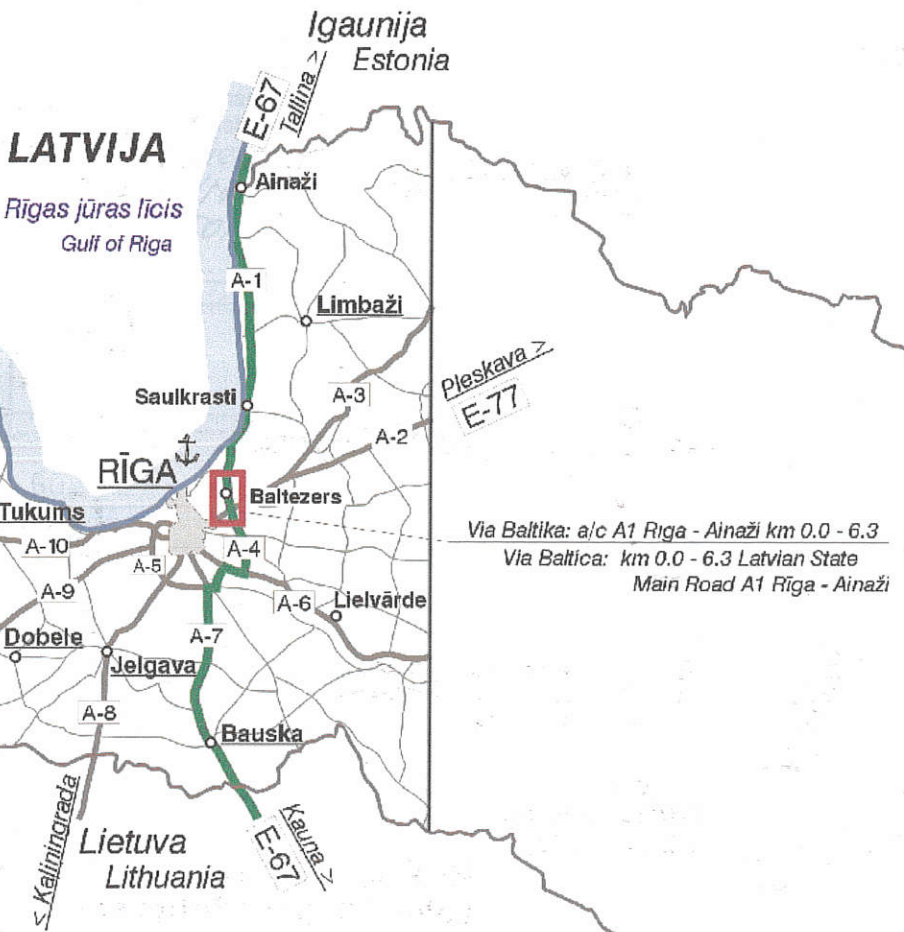 Igaunija
Estonia
E-67
Tallina >
LATVIJA
Ainaži
Rīgas jūras līcis
Gulf of Riga
A-1
Limbaži
Pleskava >
E-77
Saulkrasti
A-3
A-2
RĪGA
Baltezers
Tukums
Via Baltika: a/c A1 Rīga - Ainaži km 0.0 - 6.3
Via Baltica: km 0.0 - 6.3 Latvian State
Main Road A1 Rīga - Ainaži
A-10
A-5
A-4
A-9
A-6
Lielvārde
Dobele
A-7
Jelgava
A-8
Bauska
< Kaliningrada
Lietuva
Lithuania
E-67
Kauna >